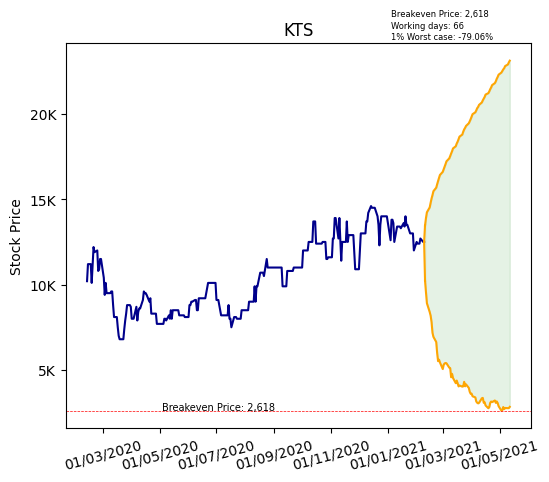 Breakeven Price: 2,618
Working days: 66
1% Worst case: -79.06%
KTS
Stock Price
20K
15K
10K
5K
Breakeven Price: 2,618
01/03/2020
01/05/2020
01/07/2020
01/09/2020
01/11/2020
01/01/2021
01/03/2021
01/05/2021